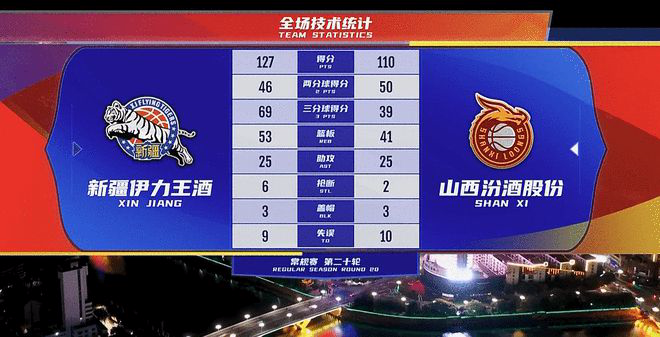 全场技术统计
TEAM STATISTICS
127 得分 110
PTS
46 两分球得分 50
2 PTS
69 三分球得分 39
3 PTS
53 篮板 41
REB
25 助攻 25
AST
6 抢断 2
STL
3 盖帽 3
BLK
9 失误 10
TO
XJ FLYING TIGERS
新疆
新疆伊力王酒
XIN JIANG
SHANXI LOONGS
山西汾酒股份
SHAN XI
常规赛 第二十轮
REGULAR SEASON ROUND 20